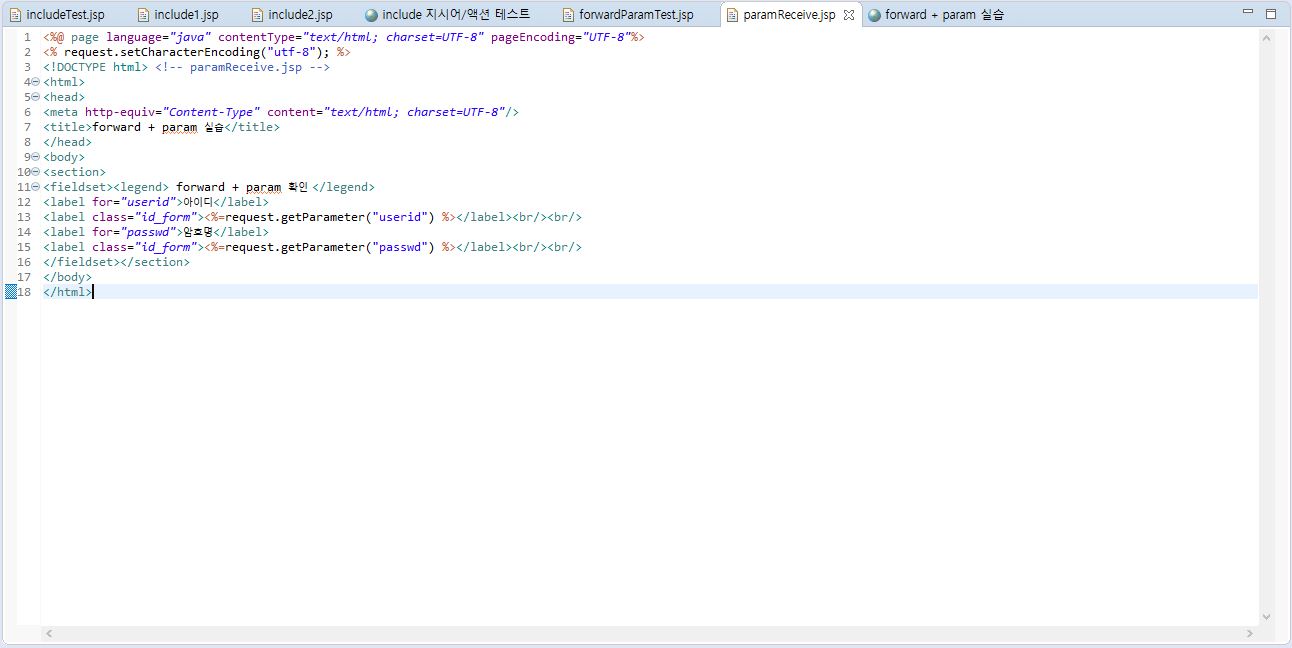 includeTest.jsp include1.jsp include2.jsp include 지시어/액션 테스트 forwardParamTest.jsp paramReceive.jsp forward + param 실습
1 <%@ page language="java" contentType="text/html; charset=UTF-8" pageEncoding="UTF-8"%>
2 <% request.setCharacterEncoding("utf-8"); %>
3 <!DOCTYPE html> <!-- paramReceive.jsp -->
4 <html>
5 <head>
6 <meta http-equiv="Content-Type" content="text/html; charset=UTF-8"/>
7 <title>forward + param 실습</title>
8 </head>
9 <body>
10 <section>
11 <fieldset><legend> forward + param 확인 </legend>
12 <label for="userid">아이디</label>
13 <label class="id_form"><%=request.getParameter("userid") %></label><br/><br/>
14 <label for="passwd">암호명</label>
15 <label class="id_form"><%=request.getParameter("passwd") %></label><br/><br/>
16 </fieldset></section>
17 </body>
18 </html>